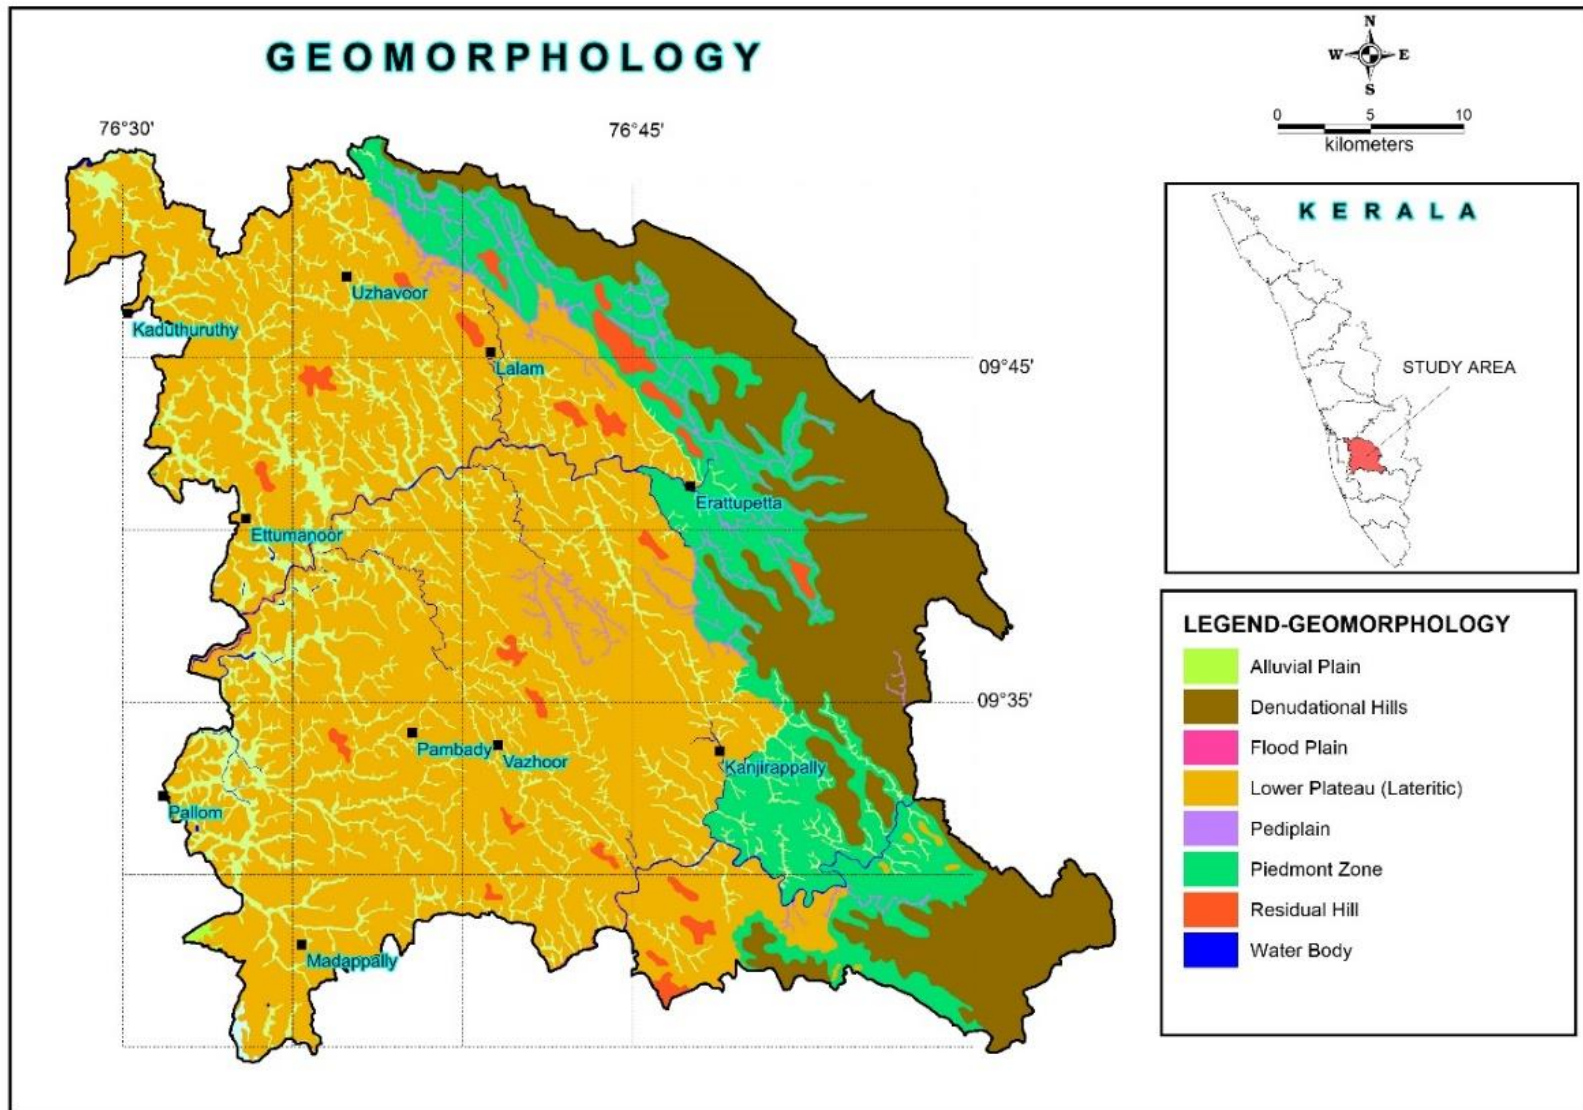 GEOMORPHOLOGY
N
W E
S
0 5 10
kilometers
76°30' 76°45'
KERALA
STUDY AREA
Uzhavoor
Kaduthuruthy
Lalam
09°45'
Erattupetta
Ettumanoor
09°35'
Pambady
Vazhoor
Kanjirappally
Pallom
Madappally
LEGEND-GEOMORPHOLOGY
Alluvial Plain
Denudational Hills
Flood Plain
Lower Plateau (Lateritic)
Pediplain
Piedmont Zone
Residual Hill
Water Body